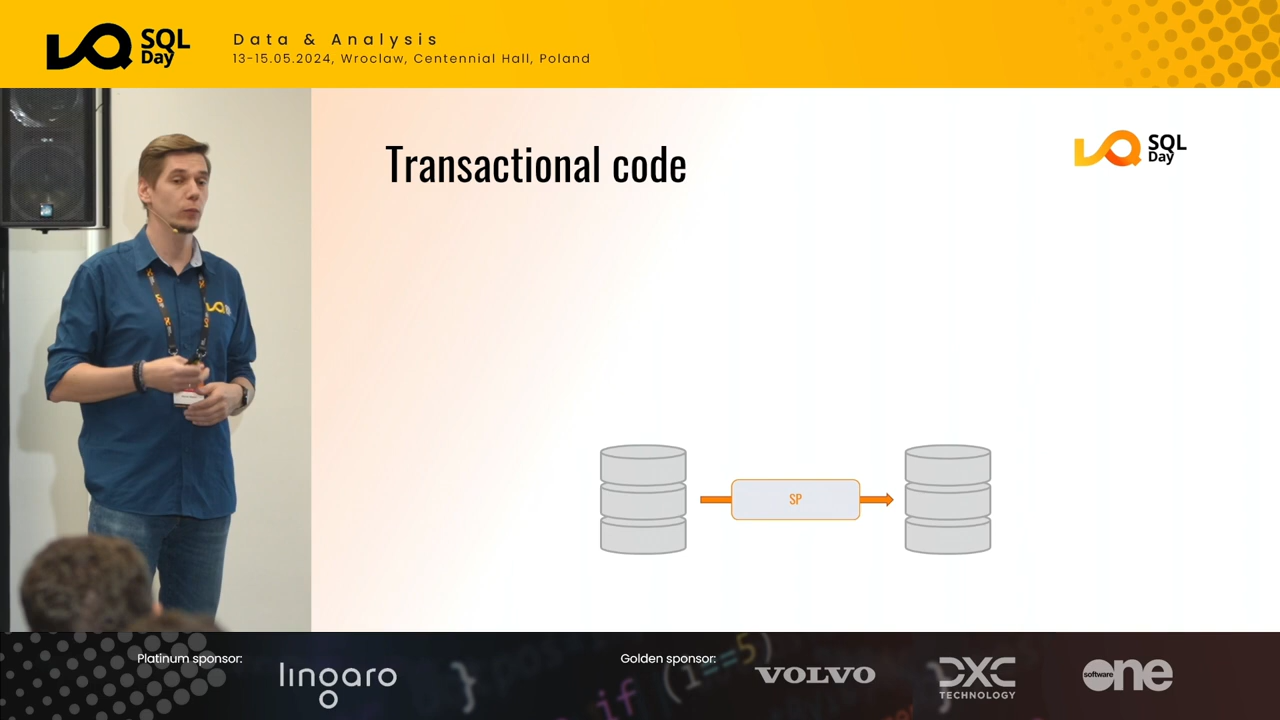 SQL
Day
Data & Analysis
13-15.05.2024, Wroclaw, Centennial Hall, Poland
Transactional code
SQL
Day
SP
Platinum sponsor:
lingaro
Golden sponsor:
VOLVO
DXC
TECHNOLOGY
software
one